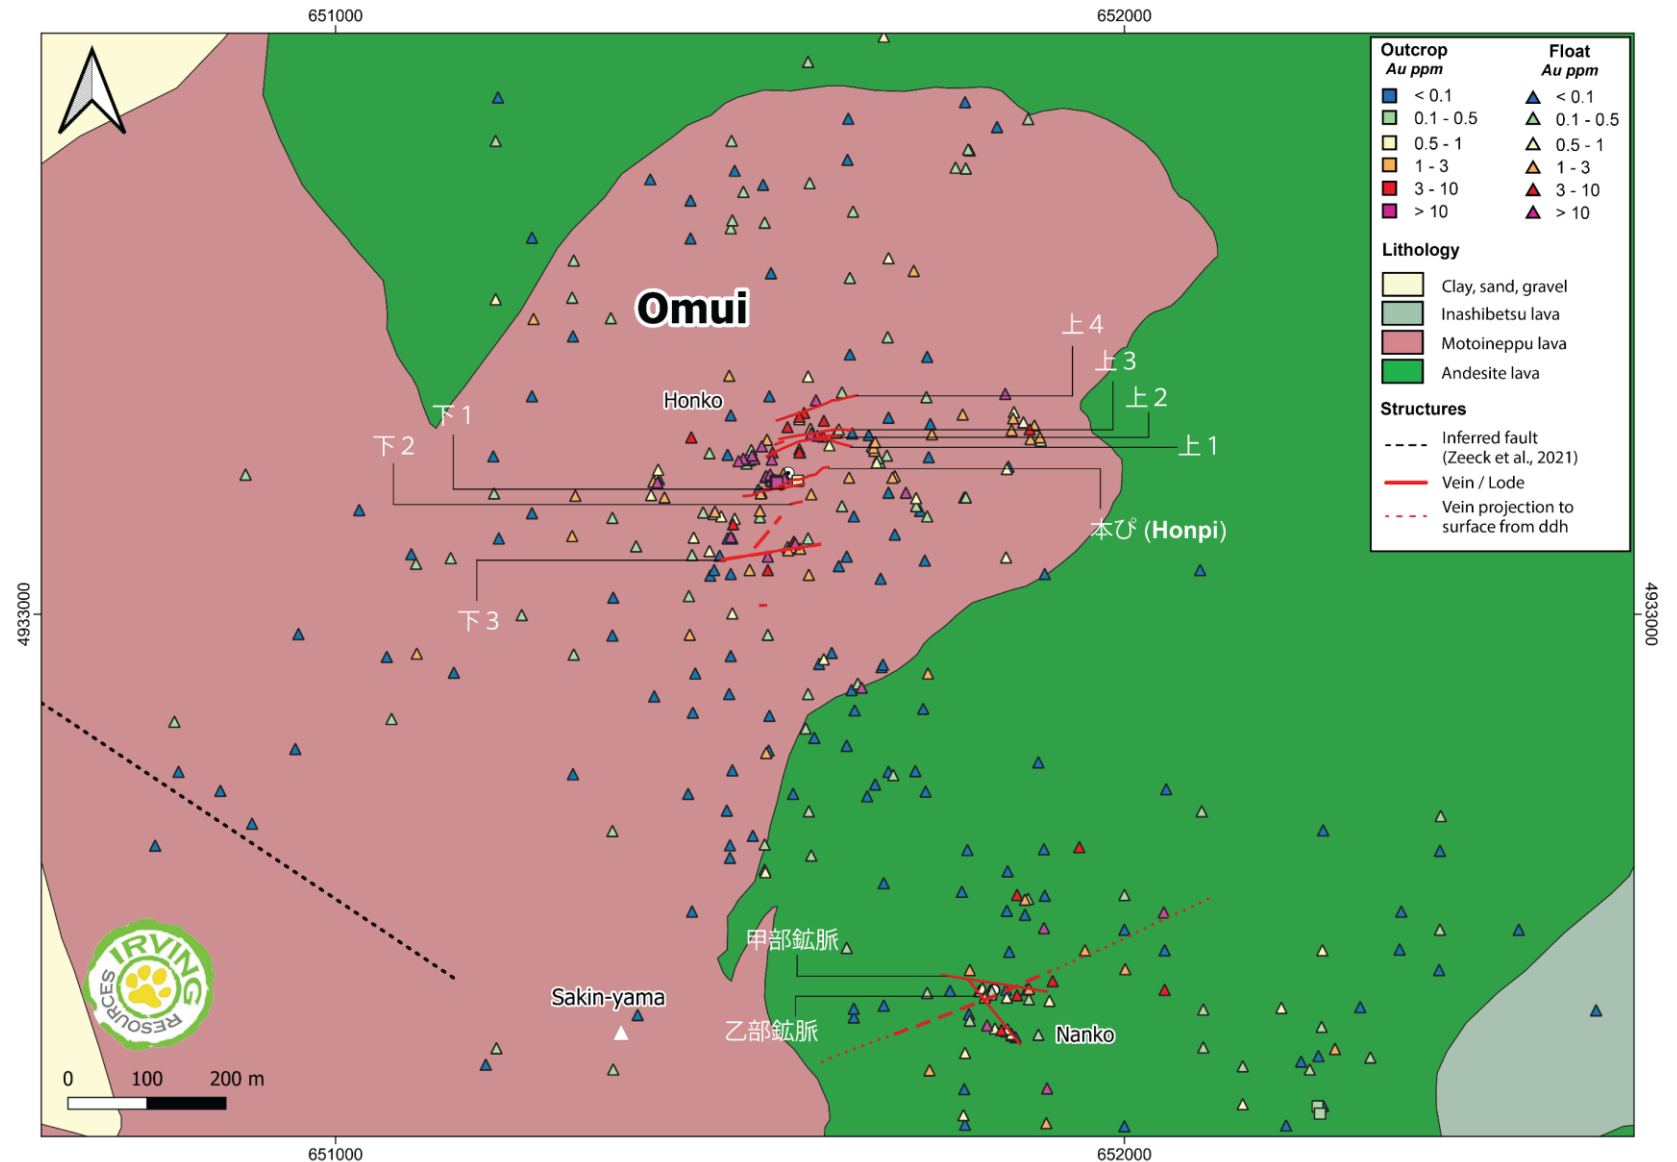 651000
652000
Outcrop
Au ppm
< 0.1
0.1 - 0.5
0.5 - 1
1 - 3
3 - 10
> 10
Float
Au ppm
< 0.1
0.1 - 0.5
0.5 - 1
1 - 3
3 - 10
> 10
Lithology
Clay, sand, gravel
Inashibetsu lava
Motoineppu lava
Andesite lava
Structures
Inferred fault
(Zeeck et al., 2021)
Vein / Lode
Vein projection to
surface from ddh
Omui
上4
上3
上2
Honko
下1
下2
上1
本ぴ (Honpi)
4933000
4933000
下3
甲部鉱脈
IRVING
RESOURCES
Sakin-yama
乙部鉱脈
Nanko
0 100 200 m
651000
652000